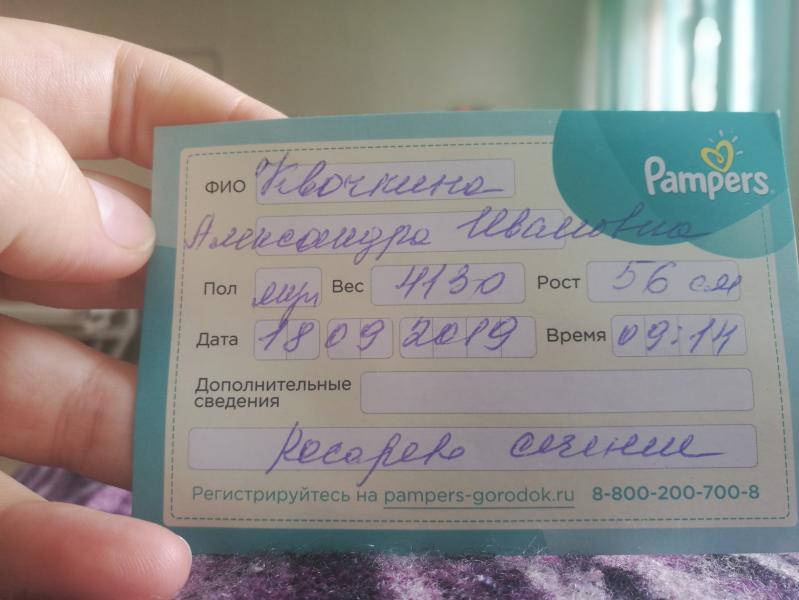 Pampers
ФИО Квочкина
Александра Ивановна
Пол муж Вес 4130 Рост 56 см
Дата 18 09 2019 Время 09:14
Дополнительные
сведения
Кесарево сечение
Регистрируйтесь на pampers-gorodok.ru 8-800-200-700-8